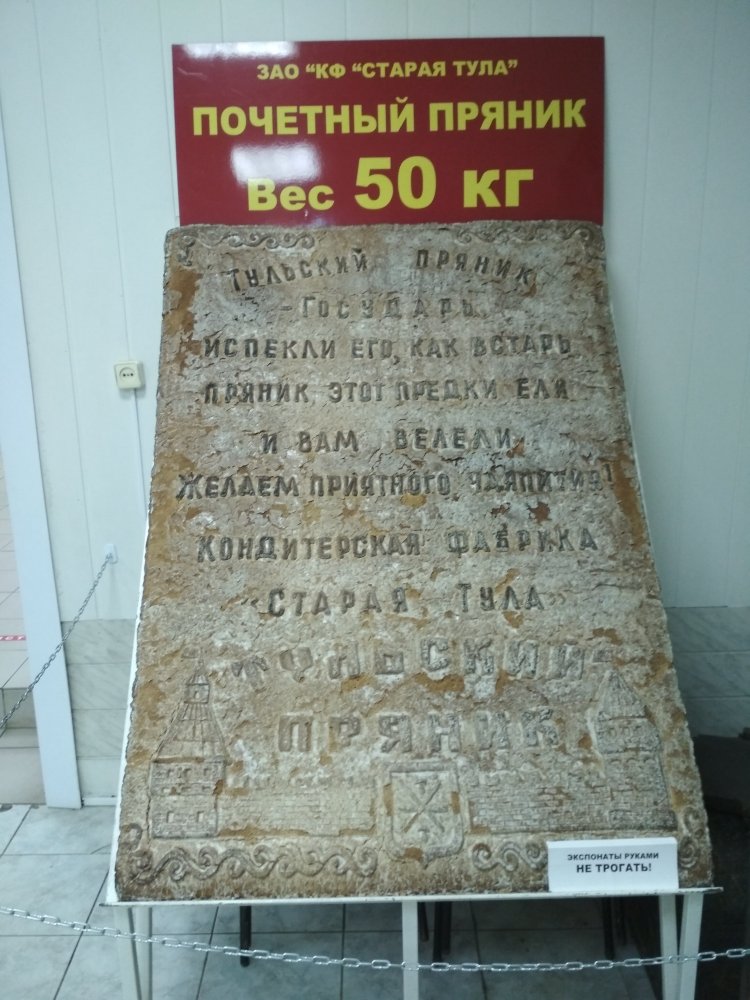 ЗАО "КФ "СТАРАЯ ТУЛА"
ПОЧЕТНЫЙ ПРЯНИК
Вес 50 кг
ТУЛЬСКИЙ ПРЯНИК
- ГОСУДАРЬ,
ИСПЕКЛИ ЕГО, КАК ВСТАРЬ
ПРЯНИК ЭТОТ ПРЕДКИ ЕЛИ
И ВАМ ВЕЛЕЛИ
ЖЕЛАЕМ ПРИЯТНОГО ЧАЯПИТИЯ!
КОНДИТЕРСКАЯ ФАБРИКА
"СТАРАЯ ТУЛА"
ТУЛЬСКИЙ
ПРЯНИК
ЭКСПОНАТЫ РУКАМИ
НЕ ТРОГАТЬ!